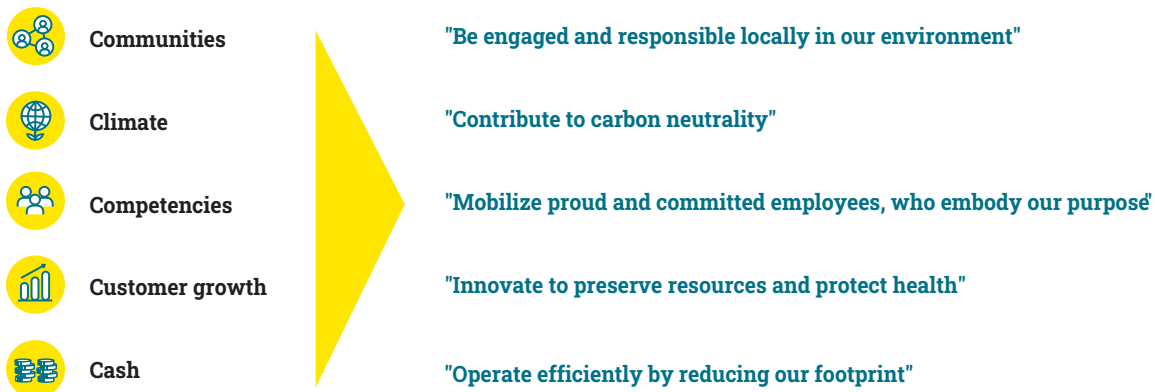 Communities
"Be engaged and responsible locally in our environment"
Climate
"Contribute to carbon neutrality"
Competencies
"Mobilize proud and committed employees, who embody our purpose"
Customer growth
"Innovate to preserve resources and protect health"
Cash
"Operate efficiently by reducing our footprint"